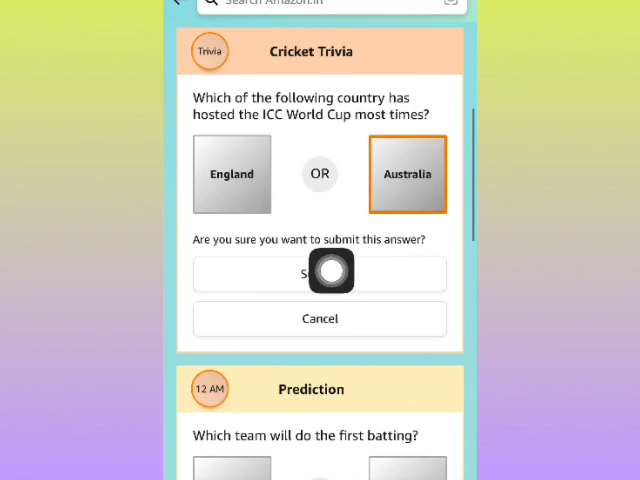 Search Amazon.in
Trivia
Cricket Trivia
Which of the following country has
hosted the ICC World Cup most times?
England
OR
Australia
Are you sure you want to submit this answer?
Cancel
12 AM
Prediction
Which team will do the first batting?